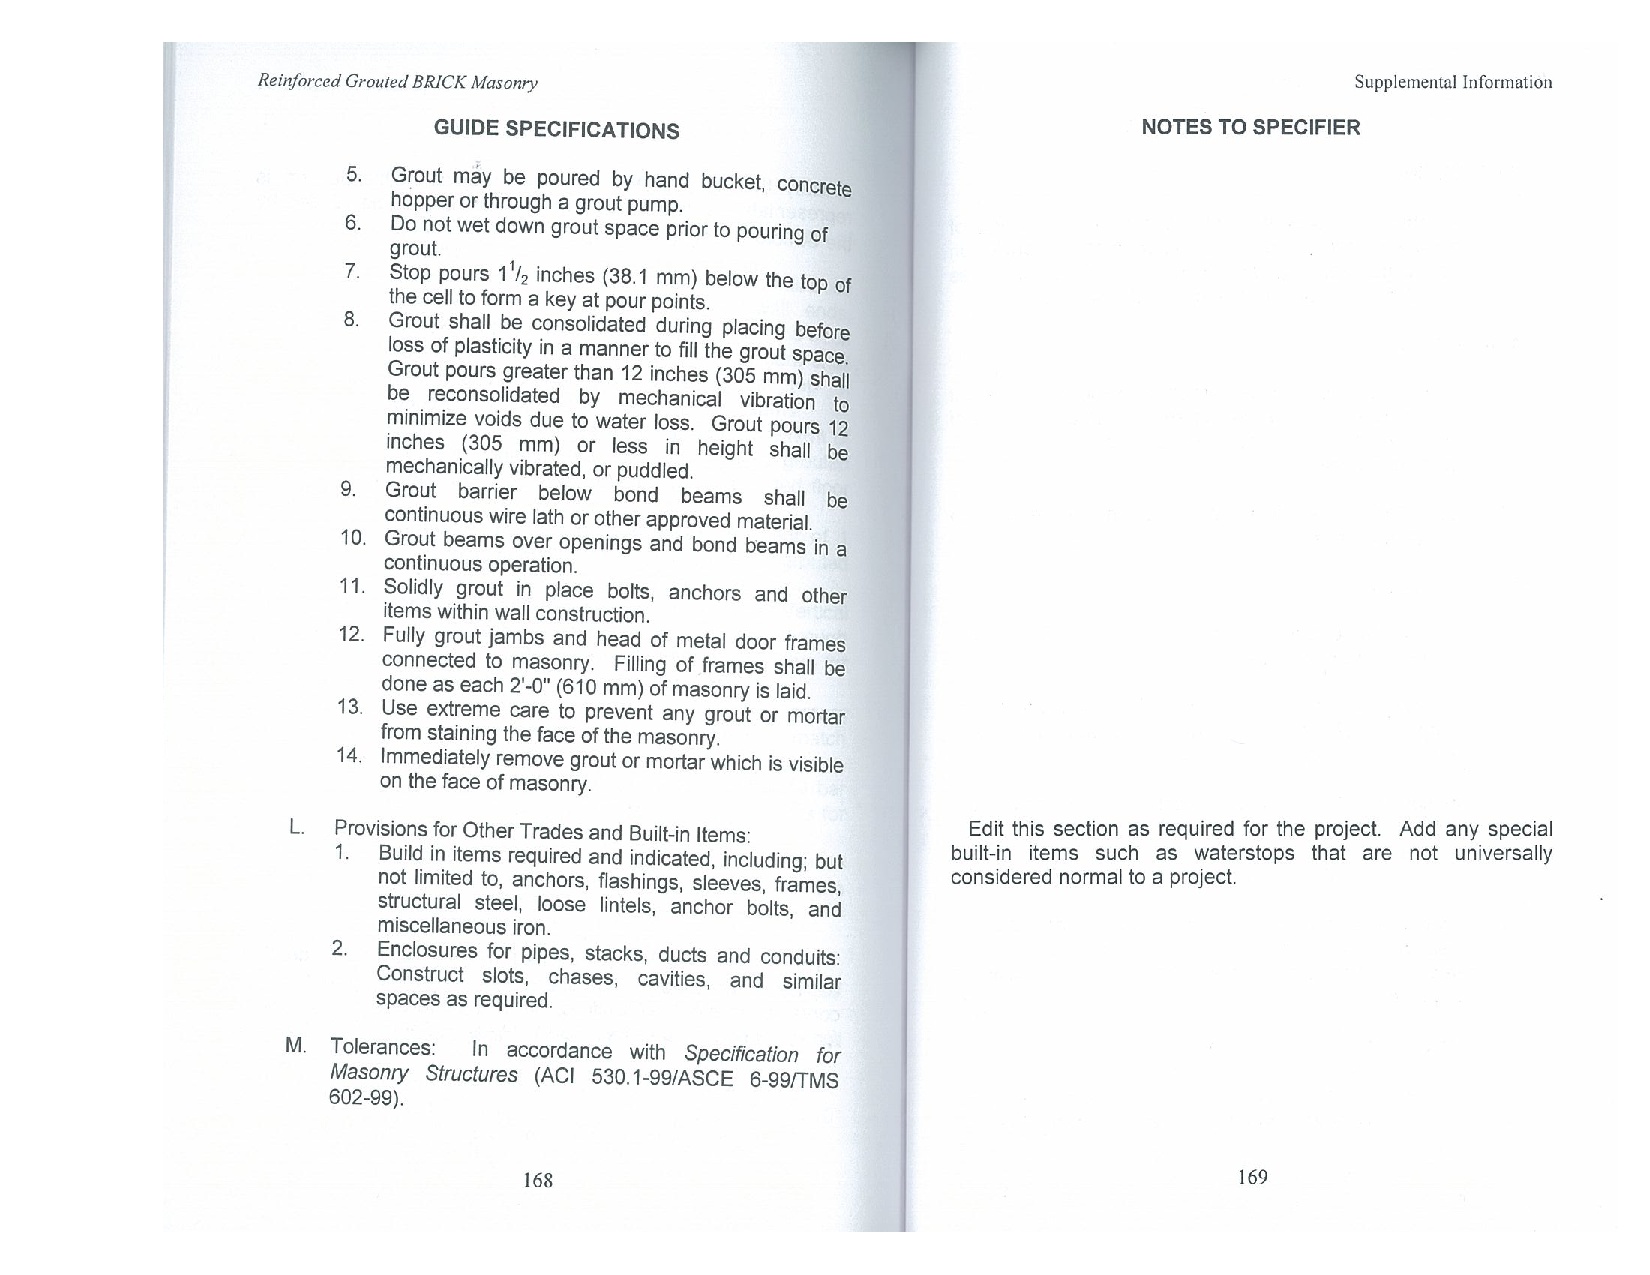 Reinforced Grouted BRICK Masonry
GUIDE SPECIFICATIONS
5. Grout may be poured by hand bucket, concrete
hopper or through a grout pump.
6. Do not wet down grout space prior to pouring of
grout.
7. Stop pours 1 1/2 inches (38.1 mm) below the top of
the cell to form a key at pour points.
8. Grout shall be consolidated during placing before
loss of plasticity in a manner to fill the grout space.
Grout pours greater than 12 inches (305 mm) shall
be reconsolidated by mechanical vibration to
minimize voids due to water loss. Grout pours 12
inches (305 mm) or less in height shall be
mechanically vibrated, or puddled.
9. Grout barrier below bond beams shall be
continuous wire lath or other approved material.
10. Grout beams over openings and bond beams in a
continuous operation.
11. Solidly grout in place bolts, anchors and other
items within wall construction.
12. Fully grout jambs and head of metal door frames
connected to masonry. Filling of frames shall be
done as each 2'-0" (610 mm) of masonry is laid.
13. Use extreme care to prevent any grout or mortar
from staining the face of the masonry.
14. Immediately remove grout or mortar which is visible
on the face of masonry.
L. Provisions for Other Trades and Built-in Items:
1. Build in items required and indicated, including; but
not limited to, anchors, flashings, sleeves, frames,
structural steel, loose lintels, anchor bolts, and
miscellaneous iron.
2. Enclosures for pipes, stacks, ducts and conduits:
Construct slots, chases, cavities, and similar
spaces as required.
M. Tolerances: In accordance with Specification for
Masonry Structures (ACI 530.1-99/ASCE 6-99/TMS
602-99).
168
Supplemental Information
NOTES TO SPECIFIER
Edit this section as required for the project. Add any special
built-in items such as waterstops that are not universally
considered normal to a project.
169